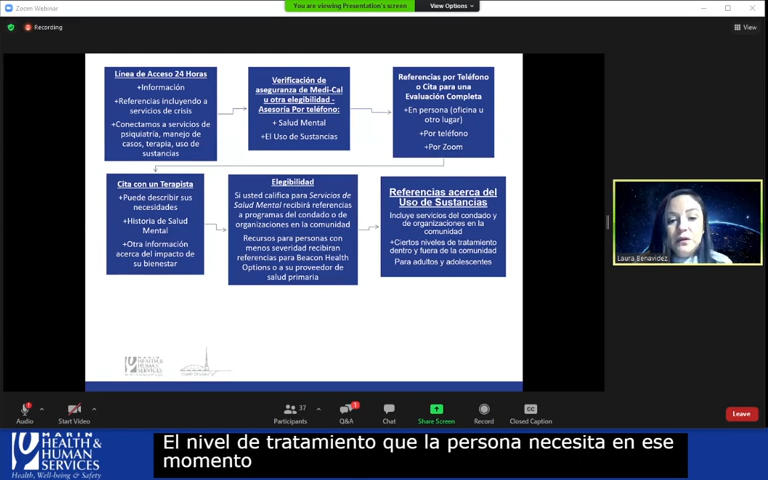 Zoom Webinar
You are viewing Presentation's screen
View Options
Recording
View
Línea de Acceso 24 Horas
+Información
+Referencias incluyendo a
servicios de crisis
+Conectamos a servicios de
psiquiatría, manejo de
casos, terapia, uso de
sustancias
Verificación de
aseguranza de Medi-Cal
u otra elegibilidad -
Asesoría Por teléfono:
+ Salud Mental
+El Uso de Sustancias
Referencias por Teléfono
o Cita para una
Evaluación Completa
+En persona (oficina u
otro lugar)
+Por teléfono
+Por Zoom
Cita con un Terapista
+Puede describir sus
necesidades
+Historia de Salud
Mental
+Otra información
acerca del impacto de
su bienestar
Elegibilidad
Si usted califica para Servicios de
Salud Mental recibirá referencias
a programas del condado o de
organizaciones en la comunidad
Recursos para personas con
menos severidad recibiran
referencias para Beacon Health
Options o a su proveedor de
salud primaria
Referencias acerca del
Uso de Sustancias
Incluye servicios del condado y
de organizaciones en la
comunidad
+Ciertos niveles de tratamiento
dentro y fuera de la comunidad
Para adultos y adolescentes
Laura Benavidez
MARIN
HEALTH &
HUMAN
SERVICES
Audio
Start Video
37
Participants
1
Q&A
Chat
Share Screen
Record
CC
Closed Caption
Leave
MARIN
HEALTH &
HUMAN
SERVICES
Health, Well-being & Safety
El nivel de tratamiento que la persona necesita en ese
momento